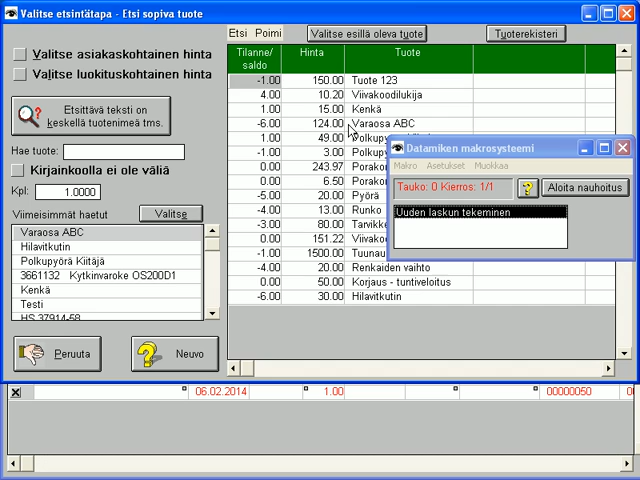 Valitse etsintätapa - Etsi sopiva tuote
Valitse asiakaskohtainen hinta
Valitse luokituskohtainen hinta
Etsittävä teksti on
keskellä tuotenimeä tms.
Hae tuote:
Kirjainkoolla ei ole väliä
Kpl: 1.0000
Viimeisimmät haetut
Valitse
Varaosa ABC
Hilavitkutin
Polkupyörä Kiitäjä
3661132 Kytkinvaroke OS200D1
Kenkä
Testi
HS 37914-58
Peruuta
Neuvo
Etsi Poimi
Valitse esillä oleva tuote
Tuoterekisteri
Tilanne/
saldo
Hinta
Tuote
-1.00 150.00 Tuote 123
4.00 10.20 Viivakoodilukija
1.00 15.00 Kenkä
-6.00 124.00 Varaosa ABC
1.00 49.00
-1.00 3.00
0.00 243.97
0.00 6.50
-5.00 20.00 Pyörä
-4.00 13.00 Runko
-3.00 80.00
0.00 151.22
-1.00 1500.00
-4.00 20.00 Renkaiden vaihto
0.00 50.00 Korjaus - tuntiveloitus
-6.00 30.00 Hilavitkutin
Datamiken makrosysteemi
Makro Asetukset Muokkaa
Tauko: 0 Kierros: 1/1
?
Aloita nauhoitus
Uuden laskun tekeminen
06.02.2014 1.00 00000050